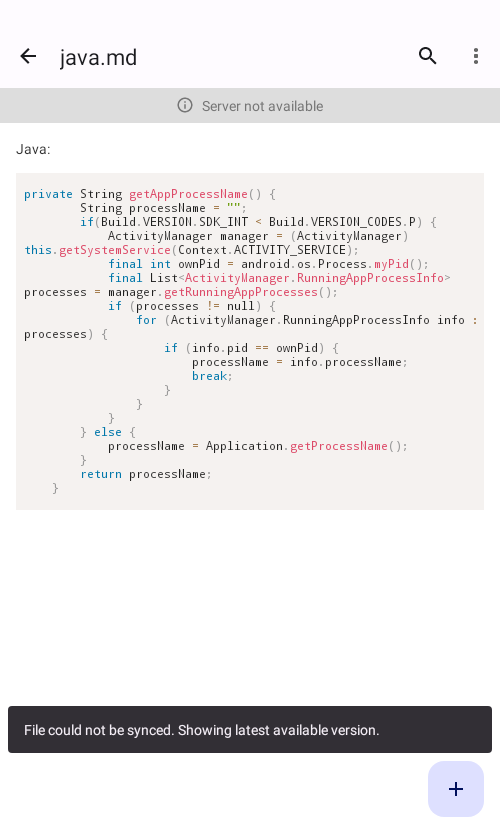 java.md
Server not available
Java:
private String getAppProcessName() {
        String processName = "";
        if(Build.VERSION.SDK_INT < Build.VERSION_CODES.P) {
            ActivityManager manager = (ActivityManager)
this.getSystemService(Context.ACTIVITY_SERVICE);
            final int ownPid = android.os.Process.myPid();
            final List<ActivityManager.RunningAppProcessInfo>
processes = manager.getRunningAppProcesses();
            if (processes != null) {
                for (ActivityManager.RunningAppProcessInfo info :
processes) {
                    if (info.pid == ownPid) {
                        processName = info.processName;
                        break;
                    }
                }
            }
        } else {
            processName = Application.getProcessName();
        }
        return processName;
    }
File could not be synced. Showing latest available version.